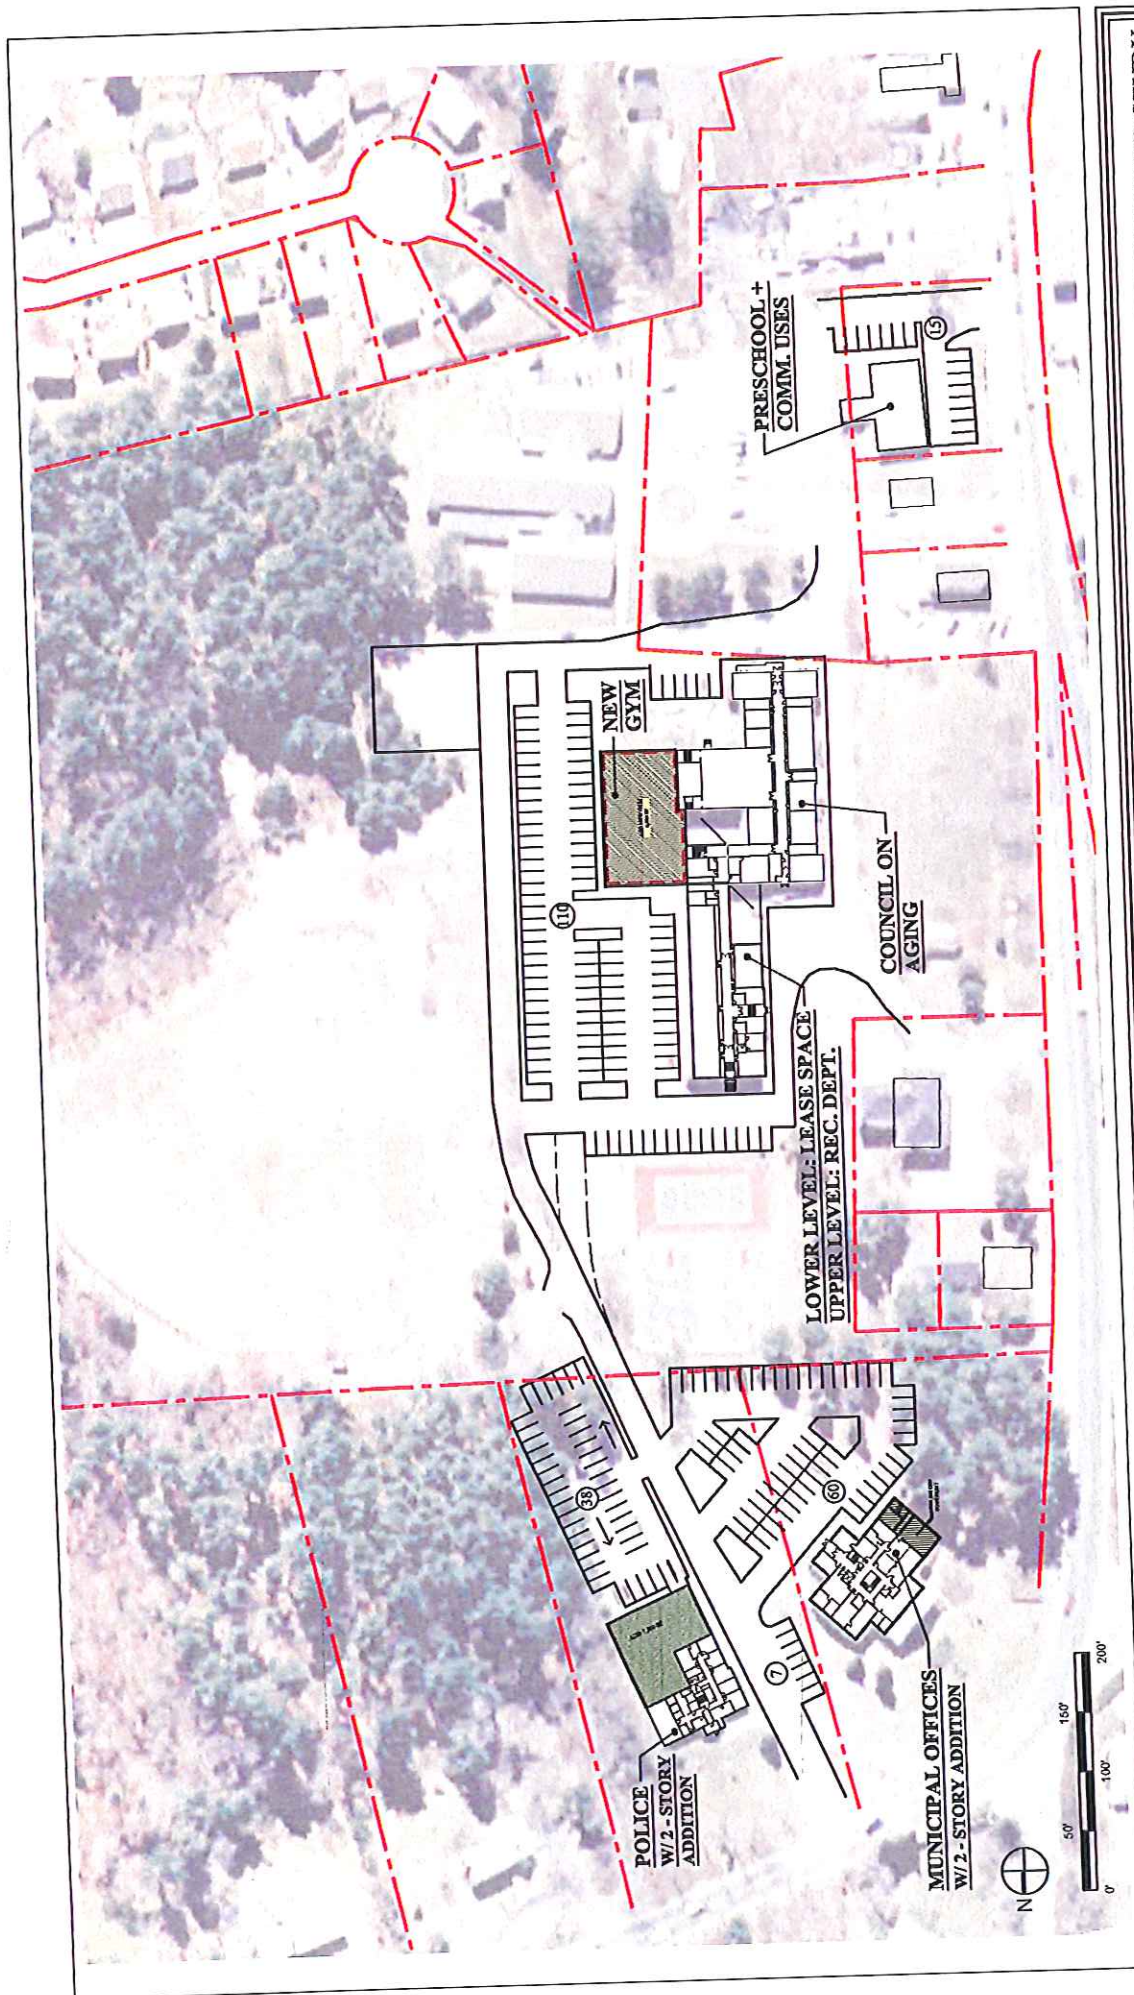 PRESCHOOL +
COMM. USES
15
NEW
GYM
110
COUNCIL ON
AGING
LOWER LEVEL: LEASE SPACE
UPPER LEVEL: REC. DEPT.
38
60
7
POLICE
W/ 2 - STORY
ADDITION
MUNICIPAL OFFICES
W/ 2 - STORY ADDITION
N
0'
50'
100'
150'
200'